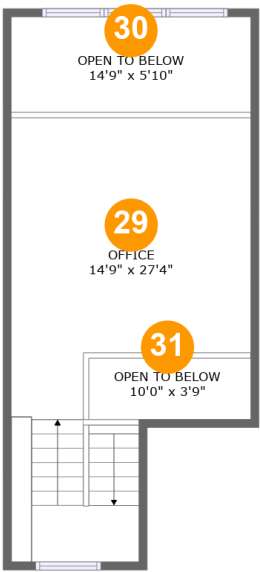 30
OPEN TO BELOW
14'9" x 5'10"
29
OFFICE
14'9" x 27'4"
31
OPEN TO BELOW
10'0" x 3'9"